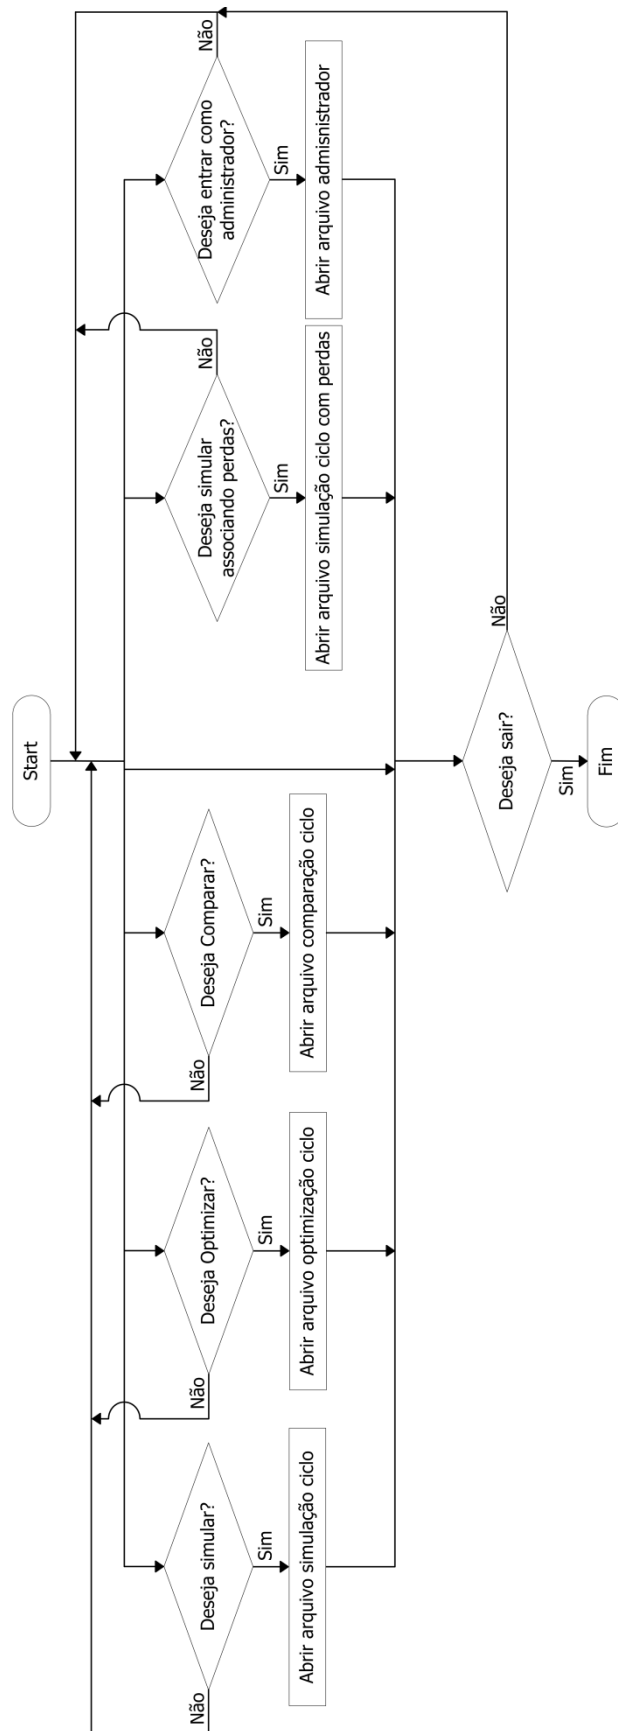 Start
Deseja simular?
Não
Sim
Abrir arquivo simulação ciclo
Deseja Optimizar?
Não
Sim
Abrir arquivo optimização ciclo
Deseja Comparar?
Não
Sim
Abrir arquivo comparação ciclo
Deseja simular
associando perdas?
Não
Sim
Abrir arquivo simulação ciclo com perdas
Deseja entrar como
administrador?
Não
Sim
Abrir arquivo admisnistrador
Deseja sair?
Não
Sim
Fim